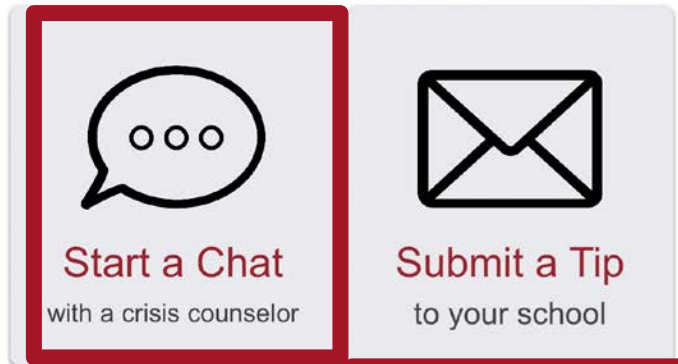 Start a Chat
with a crisis counselor
Submit a Tip
to your school